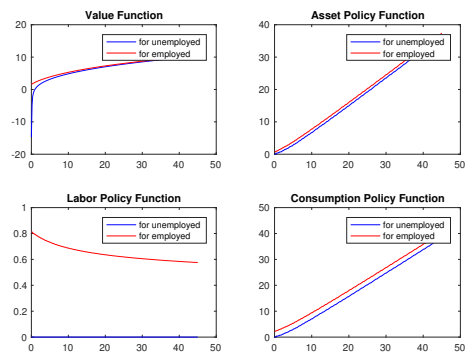 Value Function
20
10
0
-10
-20
0 10 20 30 40 50
for unemployed
for employed
Asset Policy Function
40
30
20
10
0
0 10 20 30 40 50
for unemployed
for employed
Labor Policy Function
1
0.8
0.6
0.4
0.2
0
0 10 20 30 40 50
for unemployed
for employed
Consumption Policy Function
50
40
30
20
10
0
0 10 20 30 40 50
for unemployed
for employed